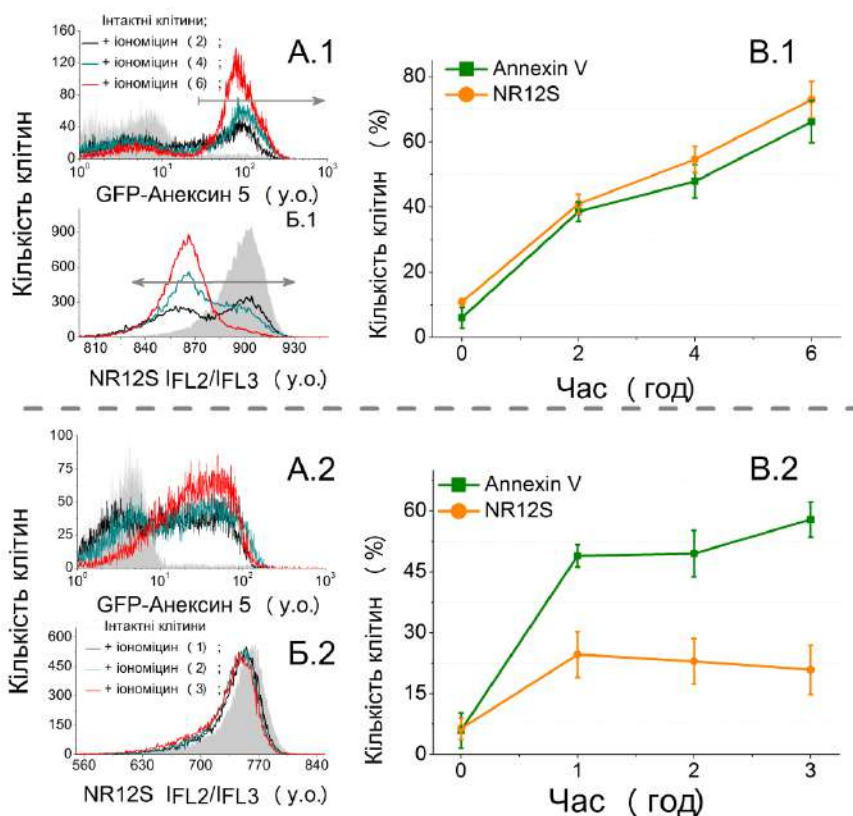 Інтактні клітини;
+ іономіцин ( 2) ;
+ іономіцин ( 4) ;
+ іономіцин ( 6) ;
А.1
Кількість клітин
160
120
80
40
0
10⁰ 10¹ 10² 10³
GFP-Анексин 5 ( у.о.)
Б.1
900
600
300
0
810 840 870 900 930
NR12S IFL2/IFL3 ( у.о.)
В.1
Annexin V
NR12S
Кількість клітин ( %)
80
60
40
20
0
0 2 4 6
Час ( год)
А.2
Кількість клітин
100
75
50
25
0
10⁰ 10¹ 10² 10³
GFP-Анексин 5 ( у.о.)
Інтактні клітини
+ іономіцин ( 1) ;
+ іономіцин ( 2) ;
+ іономіцин ( 3) ;
Б.2
600
450
300
150
0
560 630 700 770 840
NR12S IFL2/IFL3 ( у.о.)
В.2
Annexin V
NR12S
Кількість клітин ( %)
60
45
30
15
0
0 1 2 3
Час ( год)